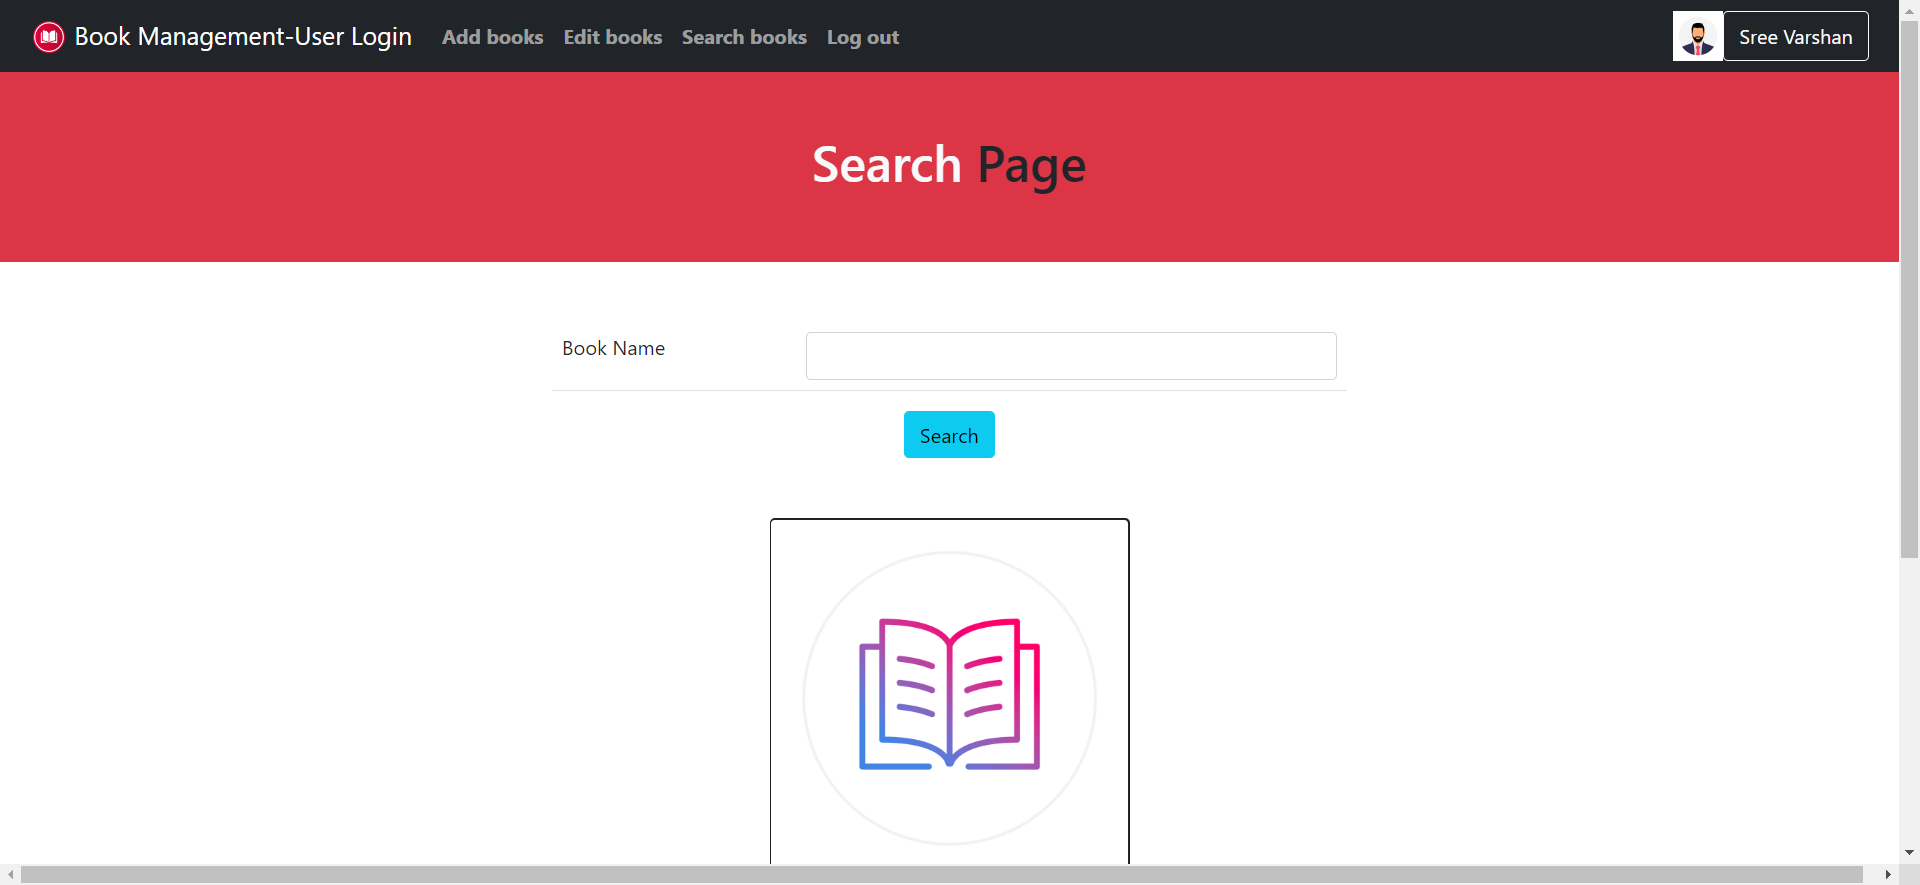 Book Management-User Login Add books Edit books Search books Log out Sree Varshan
Search Page
Book Name
Search